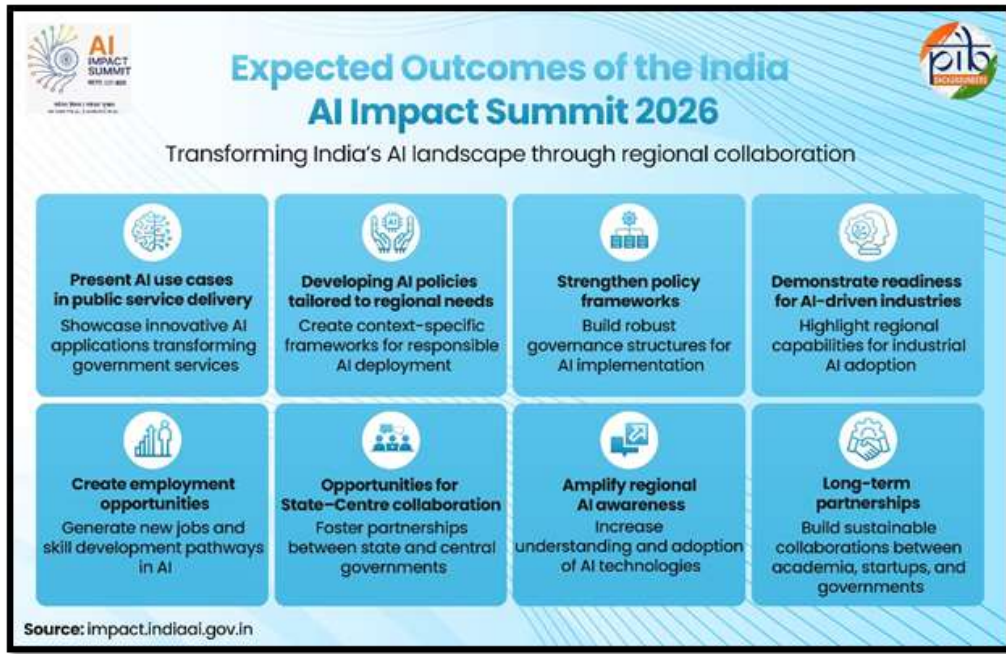 AI
IMPACT
SUMMIT
pib
BACKGROUNDERS
Expected Outcomes of the India
AI Impact Summit 2026
Transforming India's AI landscape through regional collaboration
AI
Present AI use cases
in public service delivery
Showcase innovative AI
applications transforming
government services
Developing AI policies
tailored to regional needs
Create context-specific
frameworks for responsible
AI deployment
Strengthen policy
frameworks
Build robust
governance structures for
AI implementation
Demonstrate readiness
for AI-driven industries
Highlight regional
capabilities for industrial
AI adoption
Create employment
opportunities
Generate new jobs and
skill development pathways
in AI
Opportunities for
State–Centre collaboration
Foster partnerships
between state and central
governments
Amplify regional
AI awareness
Increase
understanding and adoption
of AI technologies
Long-term
partnerships
Build sustainable
collaborations between
academia, startups, and
governments
Source: impact.indiaai.gov.in